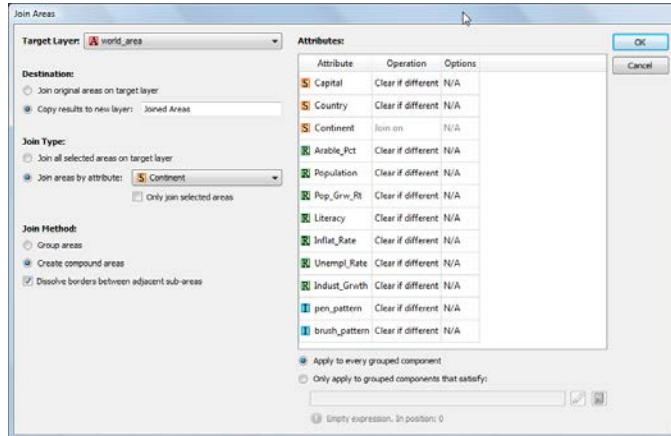 Join Areas
Target Layer: A world_area
Destination:
Join original areas on target layer
Copy results to new layer: Joined Areas
Join Type:
Join all selected areas on target layer
Join areas by attribute: S Continent
Only join selected areas
Join Method:
Group areas
Create compound areas
Dissolve borders between adjacent sub-areas
Attributes:
Attribute Operation Options
S Capital Clear if different N/A
S Country Clear if different N/A
S Continent Join on N/A
R Arable_Pct Clear if different N/A
R Population Clear if different N/A
R Pop_Grw_Rt Clear if different N/A
R Literacy Clear if different N/A
R Inflat_Rate Clear if different N/A
R Unempl_Rate Clear if different N/A
R Indust_Grwth Clear if different N/A
I pen_pattern Clear if different N/A
I brush_pattern Clear if different N/A
Apply to every grouped component
Only apply to grouped components that satisfy:
Empty expression. In position: 0
OK
Cancel